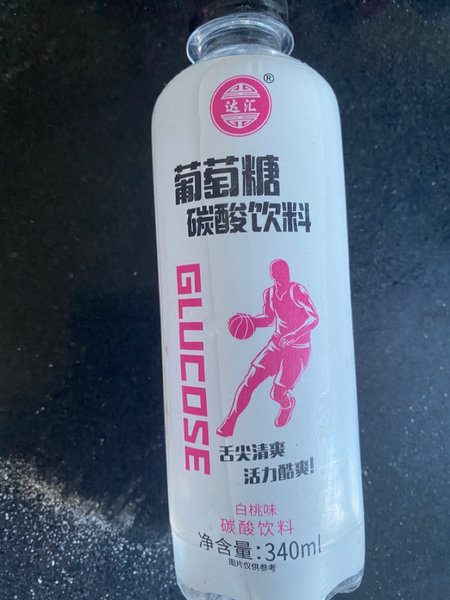 ®
达汇
葡萄糖
碳酸饮料
GLUCOSE
舌尖清爽
活力酷爽!
白桃味
碳酸饮料
净含量:340ml
图片仅供参考